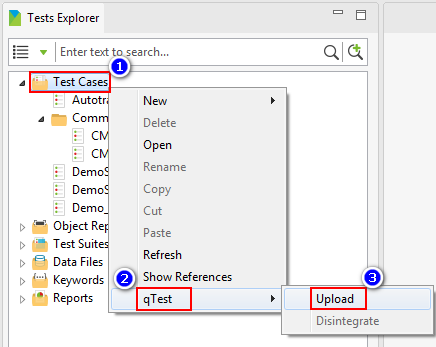 Tests Explorer
Enter text to search...
1
Test Cases
Autotra
Comm
CM
CM
DemoS
DemoS
Demo_
Object Rep
Test Suites
Data Files
Keywords
Reports
New
Delete
Open
Rename
Copy
Cut
Paste
Refresh
Show References
2
qTest
3
Upload
Disintegrate